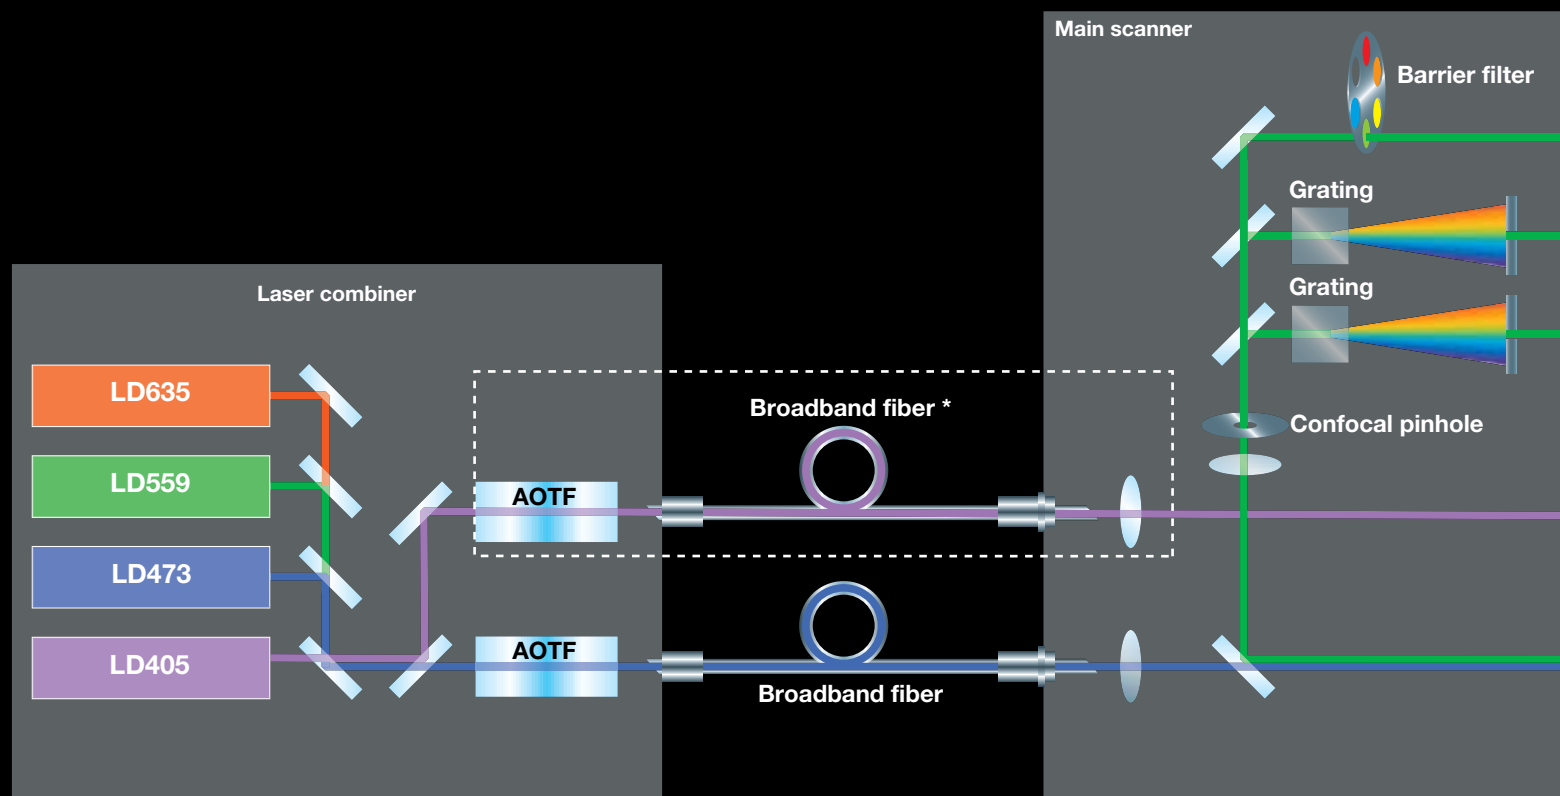 Main scanner
Barrier filter
Grating
Grating
Laser combiner
LD635
Broadband fiber *
Confocal pinhole
LD559
AOTF
LD473
LD405
AOTF
Broadband fiber